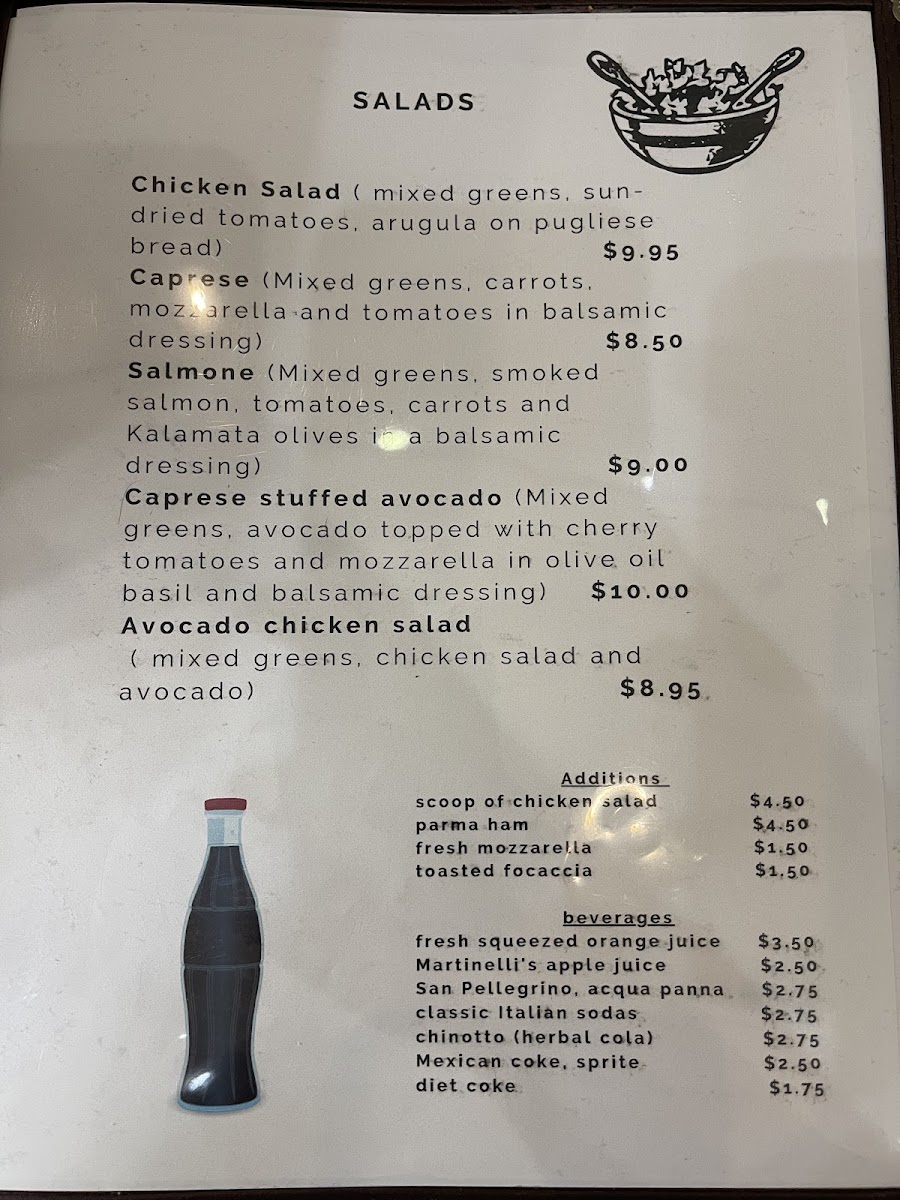 SALADS
Chicken Salad ( mixed greens, sun-
dried tomatoes, arugula on pugliese
bread) $9.95
Caprese (Mixed greens, carrots,
mozzarella and tomatoes in balsamic
dressing) $8.50
Salmone (Mixed greens, smoked
salmon, tomatoes, carrots and
Kalamata olives in a balsamic
dressing) $9.00
Caprese stuffed avocado (Mixed
greens, avocado topped with cherry
tomatoes and mozzarella in olive oil
basil and balsamic dressing) $10.00
Avocado chicken salad
( mixed greens, chicken salad and
avocado) $8.95
Additions
scoop of chicken salad $4.50
parma ham $4.50
fresh mozzarella $1.50
toasted focaccia $1.50
beverages
fresh squeezed orange juice $3.50
Martinelli's apple juice $2.50
San Pellegrino, acqua panna $2.75
classic Italian sodas $2.75
chinotto (herbal cola) $2.75
Mexican coke, sprite $2.50
diet coke $1.75